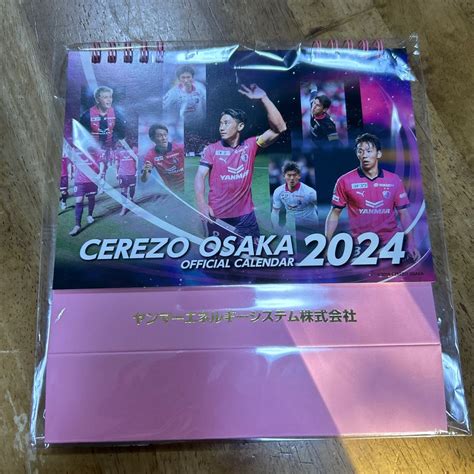 YANMAR
YANMAR
CEREZO OSAKA 2024
OFFICIAL CALENDAR
ヤンマーエネルギーシステム株式会社